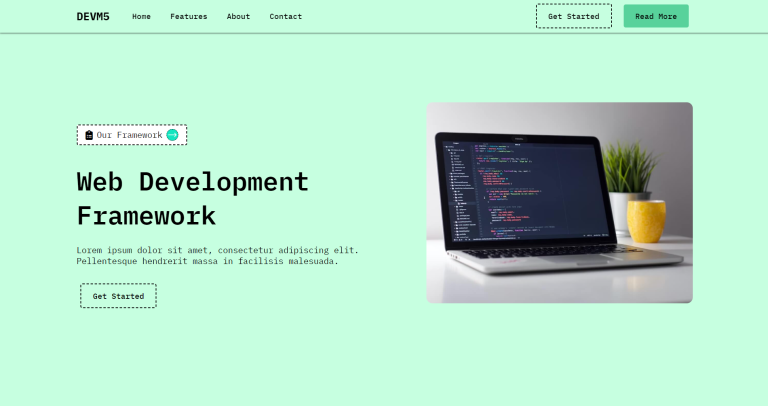 DEVM5 Home Features About Contact Get Started Read More
Our Framework
Web Development
Framework
Lorem ipsum dolor sit amet, consectetur adipiscing elit.
Pellentesque hendrerit massa in facilisis malesuada.
Get Started